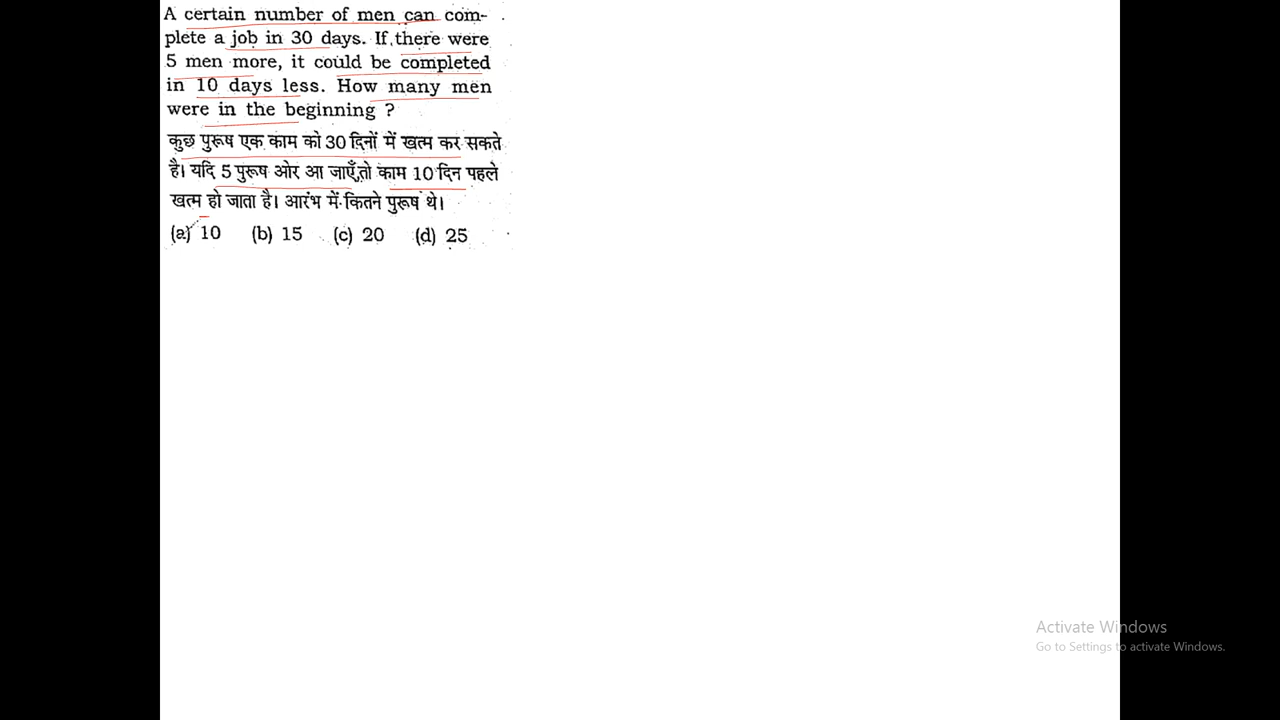 A certain number of men can com-
plete a job in 30 days. If there were
5 men more, it could be completed
in 10 days less. How many men
were in the beginning ?
कुछ पुरूष एक काम को 30 दिनों में खत्म कर सकते
है। यदि 5 पुरूष ओर आ जाएँ,तो काम 10 दिन पहले
खत्म हो जाता है। आरंभ में कितने पुरूष थे।
(a) 10 (b) 15 (c) 20 (d) 25
Activate Windows
Go to Settings to activate Windows.